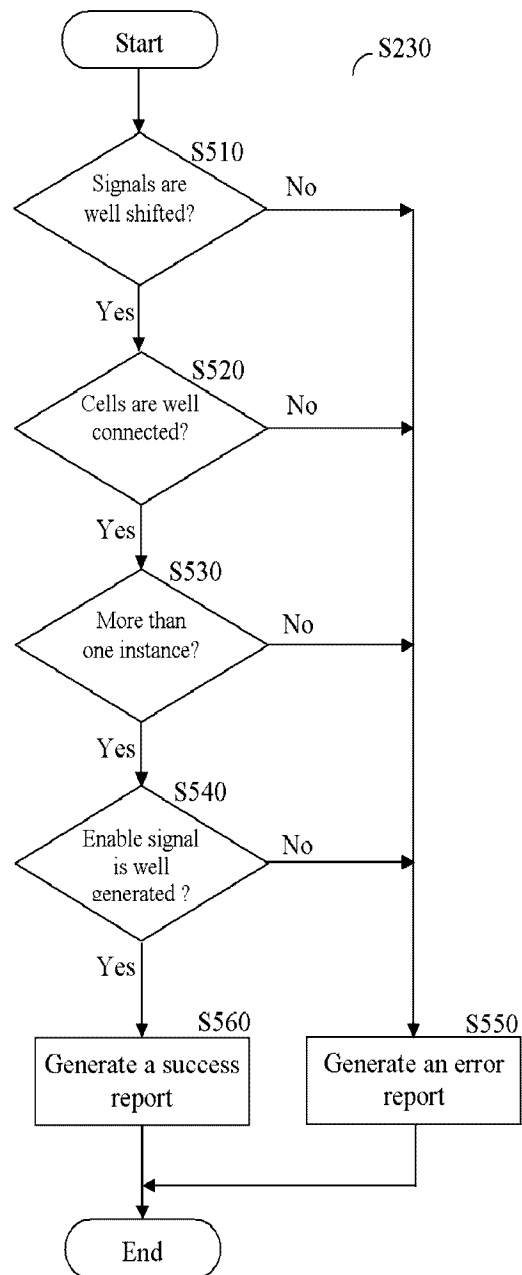 Start
S230
S510
Signals are
well shifted?
No
Yes
S520
Cells are well
connected?
No
Yes
S530
More than
one instance?
No
Yes
S540
Enable signal
is well
generated ?
No
Yes
S560
Generate a success
report
S550
Generate an error
report
End